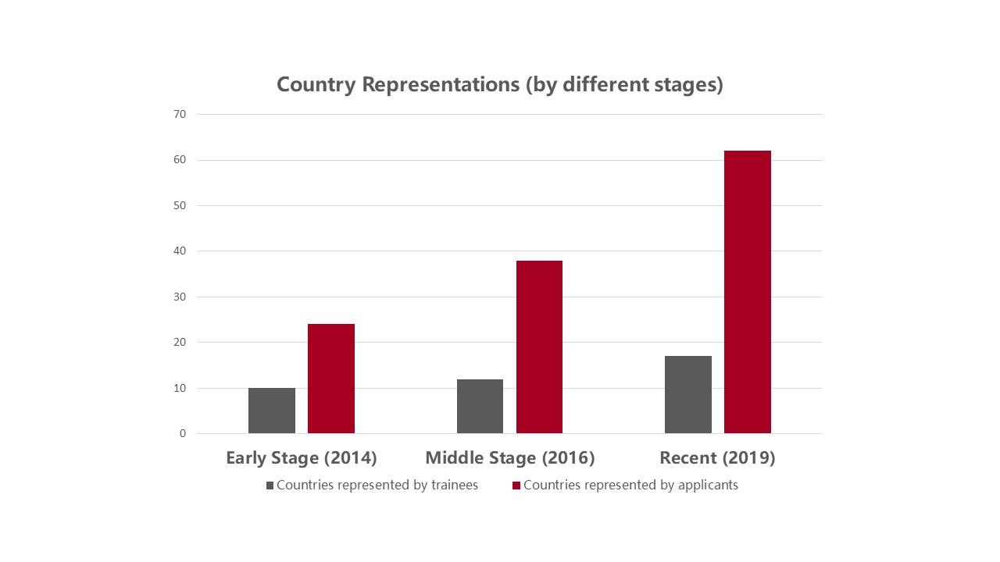 Country Representations (by different stages)
70
60
50
40
30
20
10
0
Early Stage (2014) Middle Stage (2016) Recent (2019)
Countries represented by trainees Countries represented by applicants